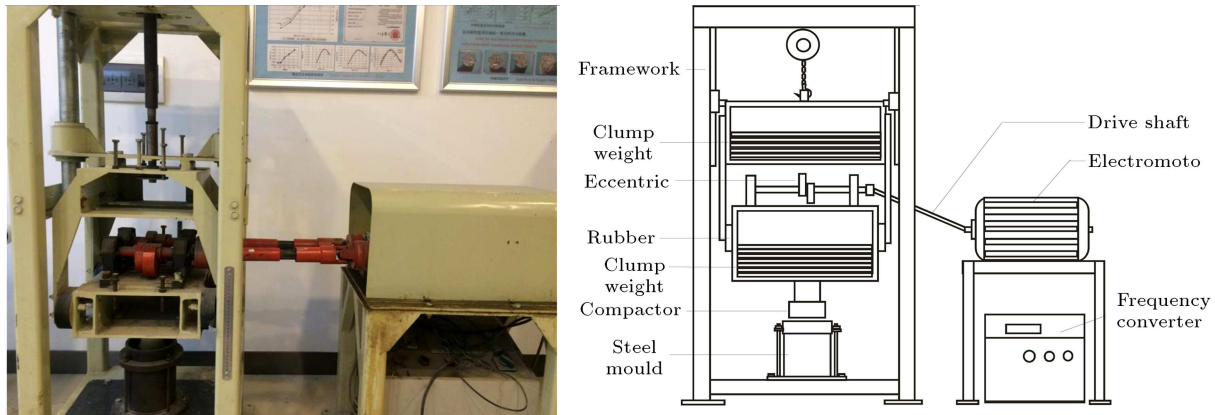 Framework
Clump
weight
Eccentric
Rubber
Clump
weight
Compactor
Steel
mould
Drive shaft
Electromoto
Frequency
converter